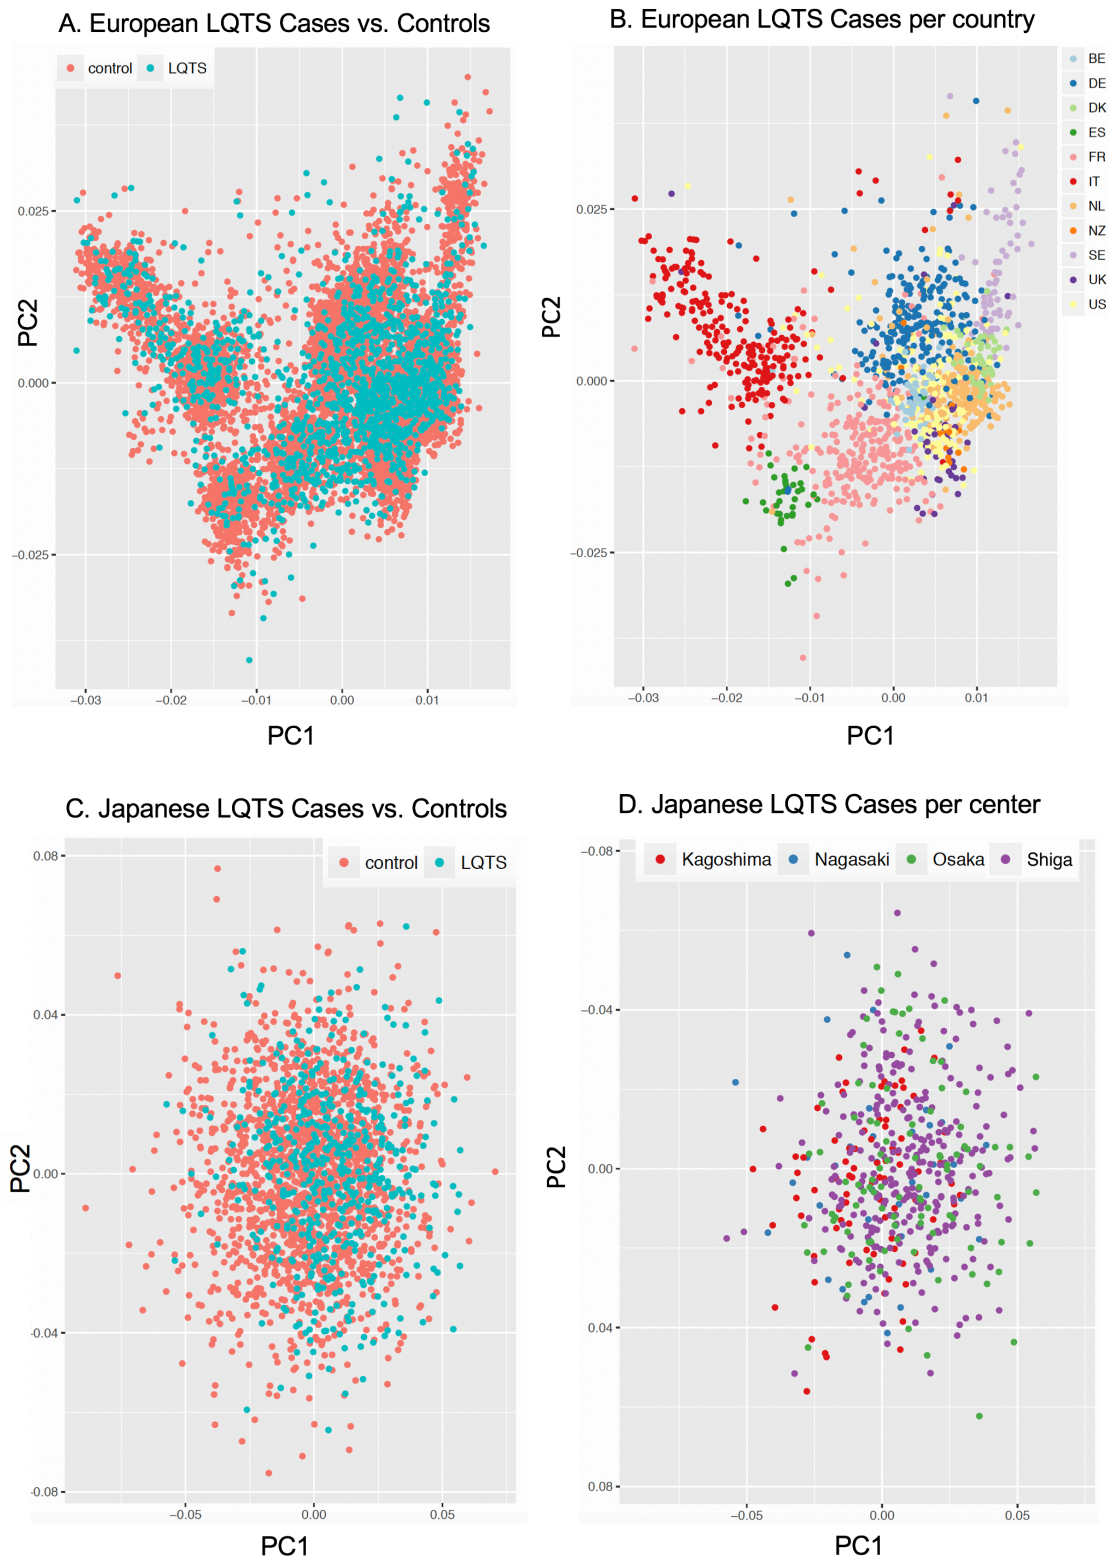 A. European LQTS Cases vs. Controls
control LQTS
0.025
0.000
−0.025
PC2
−0.03 −0.02 −0.01 0.00 0.01
PC1
B. European LQTS Cases per country
BE
DE
DK
ES
FR
IT
NL
NZ
SE
UK
US
0.025
0.000
−0.025
PC2
−0.03 −0.02 −0.01 0.00 0.01
PC1
C. Japanese LQTS Cases vs. Controls
control LQTS
0.08
0.04
0.00
-0.04
-0.08
PC2
−0.05 0.00 0.05
PC1
D. Japanese LQTS Cases per center
Kagoshima Nagasaki Osaka Shiga
−0.08
−0.04
0.00
0.04
0.08
PC2
−0.05 0.00 0.05
PC1